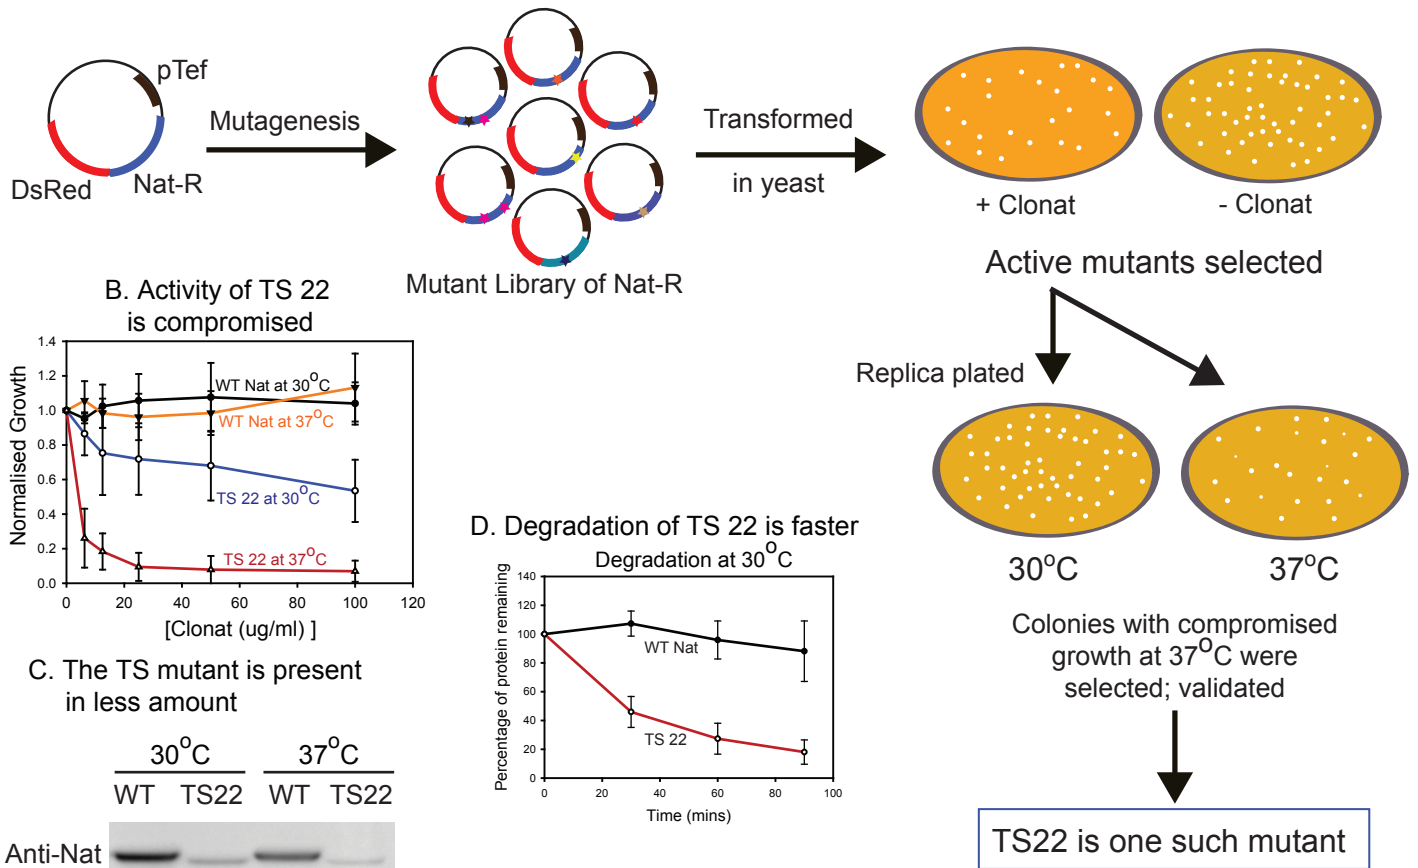 pTef
DsRed
Nat-R
Mutagenesis
Mutant Library of Nat-R
Transformed
in yeast
+ Clonat
- Clonat
Active mutants selected
Replica plated
30°C
37°C
Colonies with compromised
growth at 37°C were
selected; validated
TS22 is one such mutant
B. Activity of TS 22
is compromised
Normalised Growth
1.4
1.2
1.0
0.8
0.6
0.4
0.2
0.0
WT Nat at 30°C
WT Nat at 37°C
TS 22 at 30°C
TS 22 at 37°C
0 20 40 60 80 100 120
[Clonat (ug/ml) ]
C. The TS mutant is present
in less amount
30°C 37°C
WT TS22 WT TS22
Anti-Nat
D. Degradation of TS 22 is faster
Degradation at 30°C
Percentage of protein remaining
140
120
100
80
60
40
20
0
WT Nat
TS 22
0 20 40 60 80 100
Time (mins)